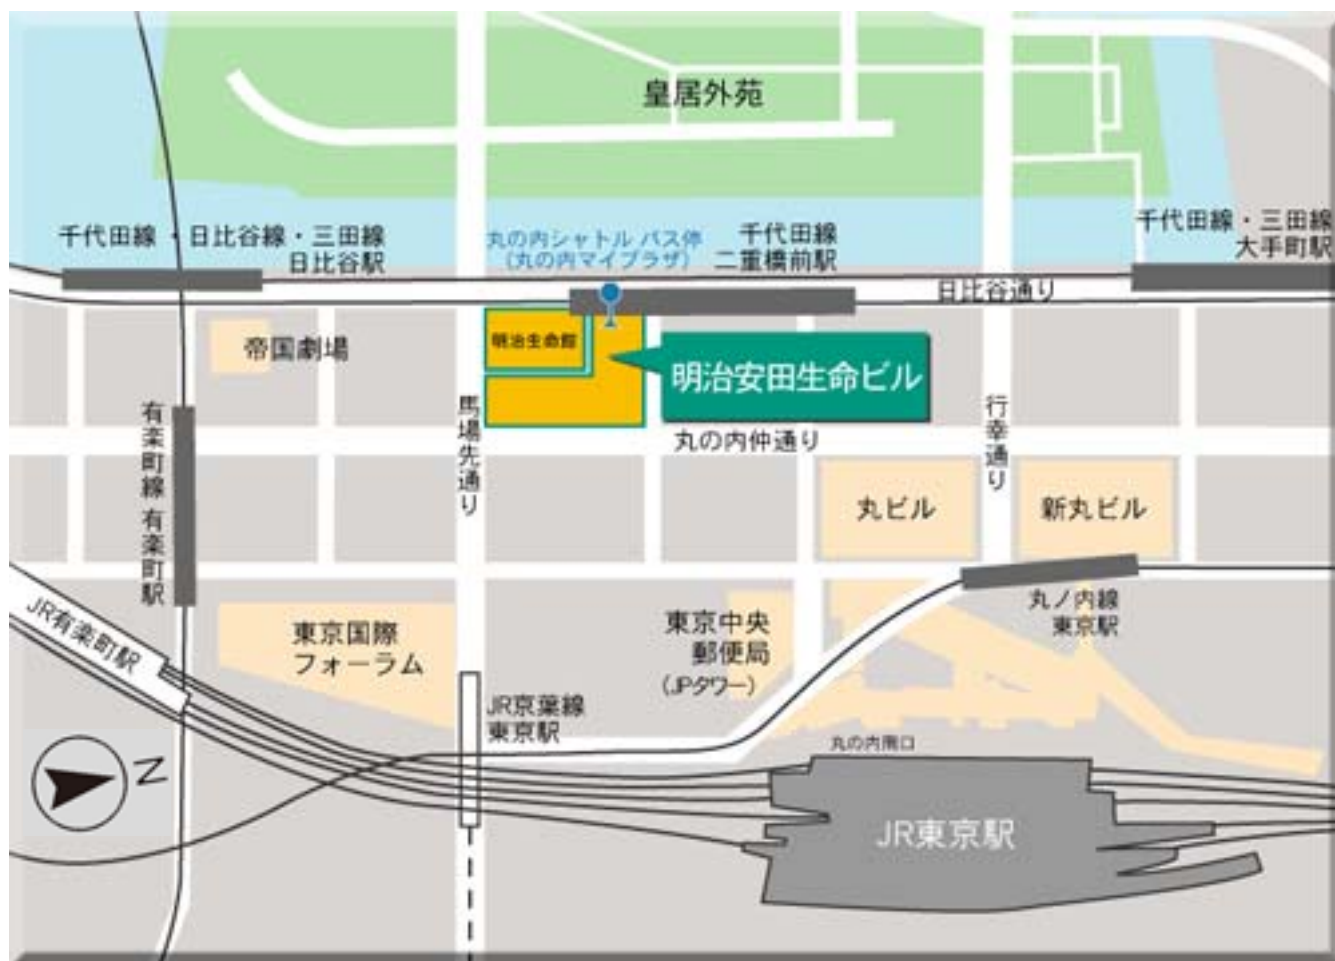 皇居外苑
千代田線・日比谷線・三田線
日比谷駅
丸の内シャトル バス停
(丸の内マイプラザ)
千代田線
二重橋前駅
千代田線・三田線
大手町駅
日比谷通り
帝国劇場
明治生命館
明治安田生命ビル
有楽町線 有楽町駅
馬場先通り
丸の内仲通り
行幸通り
丸ビル
新丸ビル
JR有楽町駅
東京国際
フォーラム
東京中央
郵便局
(JPタワー)
丸ノ内線
東京駅
JR京葉線
東京駅
丸の内南口
N
JR東京駅